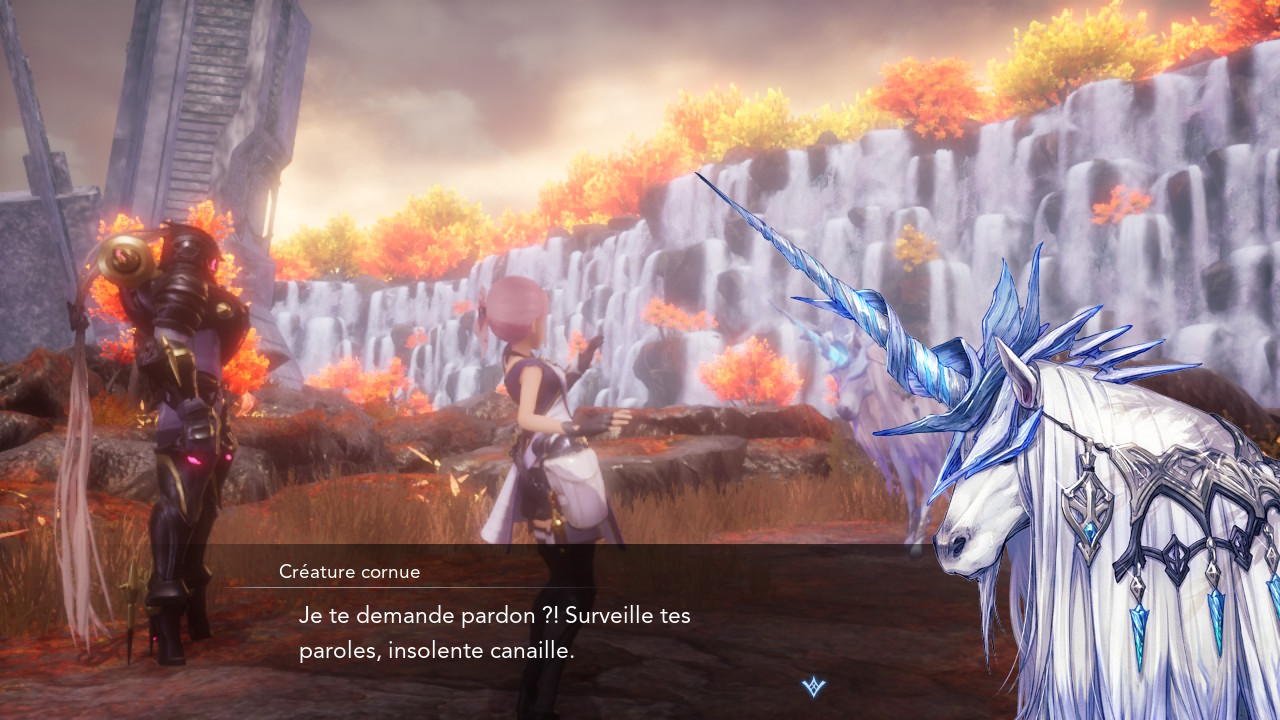 Créature cornue
Je te demande pardon ?! Surveille tes
paroles, insolente canaille.